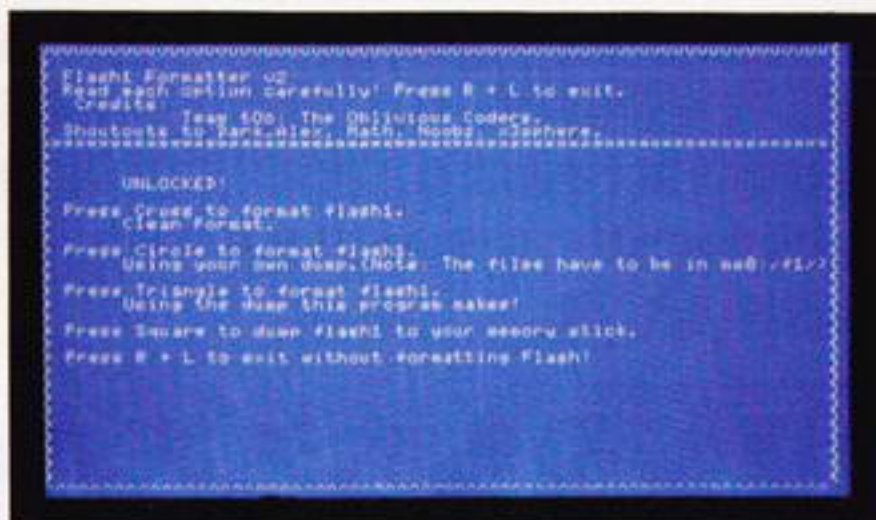 Flash1 Formatter v2
Read each option carefully! Press R + L to exit.
Credits:
Team tOb: The Oblivious Coders.
Shoutouts to Dark_Alex, Math, Noobz,
UNLOCKED!
Press Cross to format flash1.
Clean Format.
Press Circle to format flash1.
Using your own dump.(Note: The files have to be in ms0:/f1/)
Press Triangle to format flash1.
Using the dump this program makes!
Press Square to dump flash1 to your memory stick.
Press R + L to exit without formatting Flash!